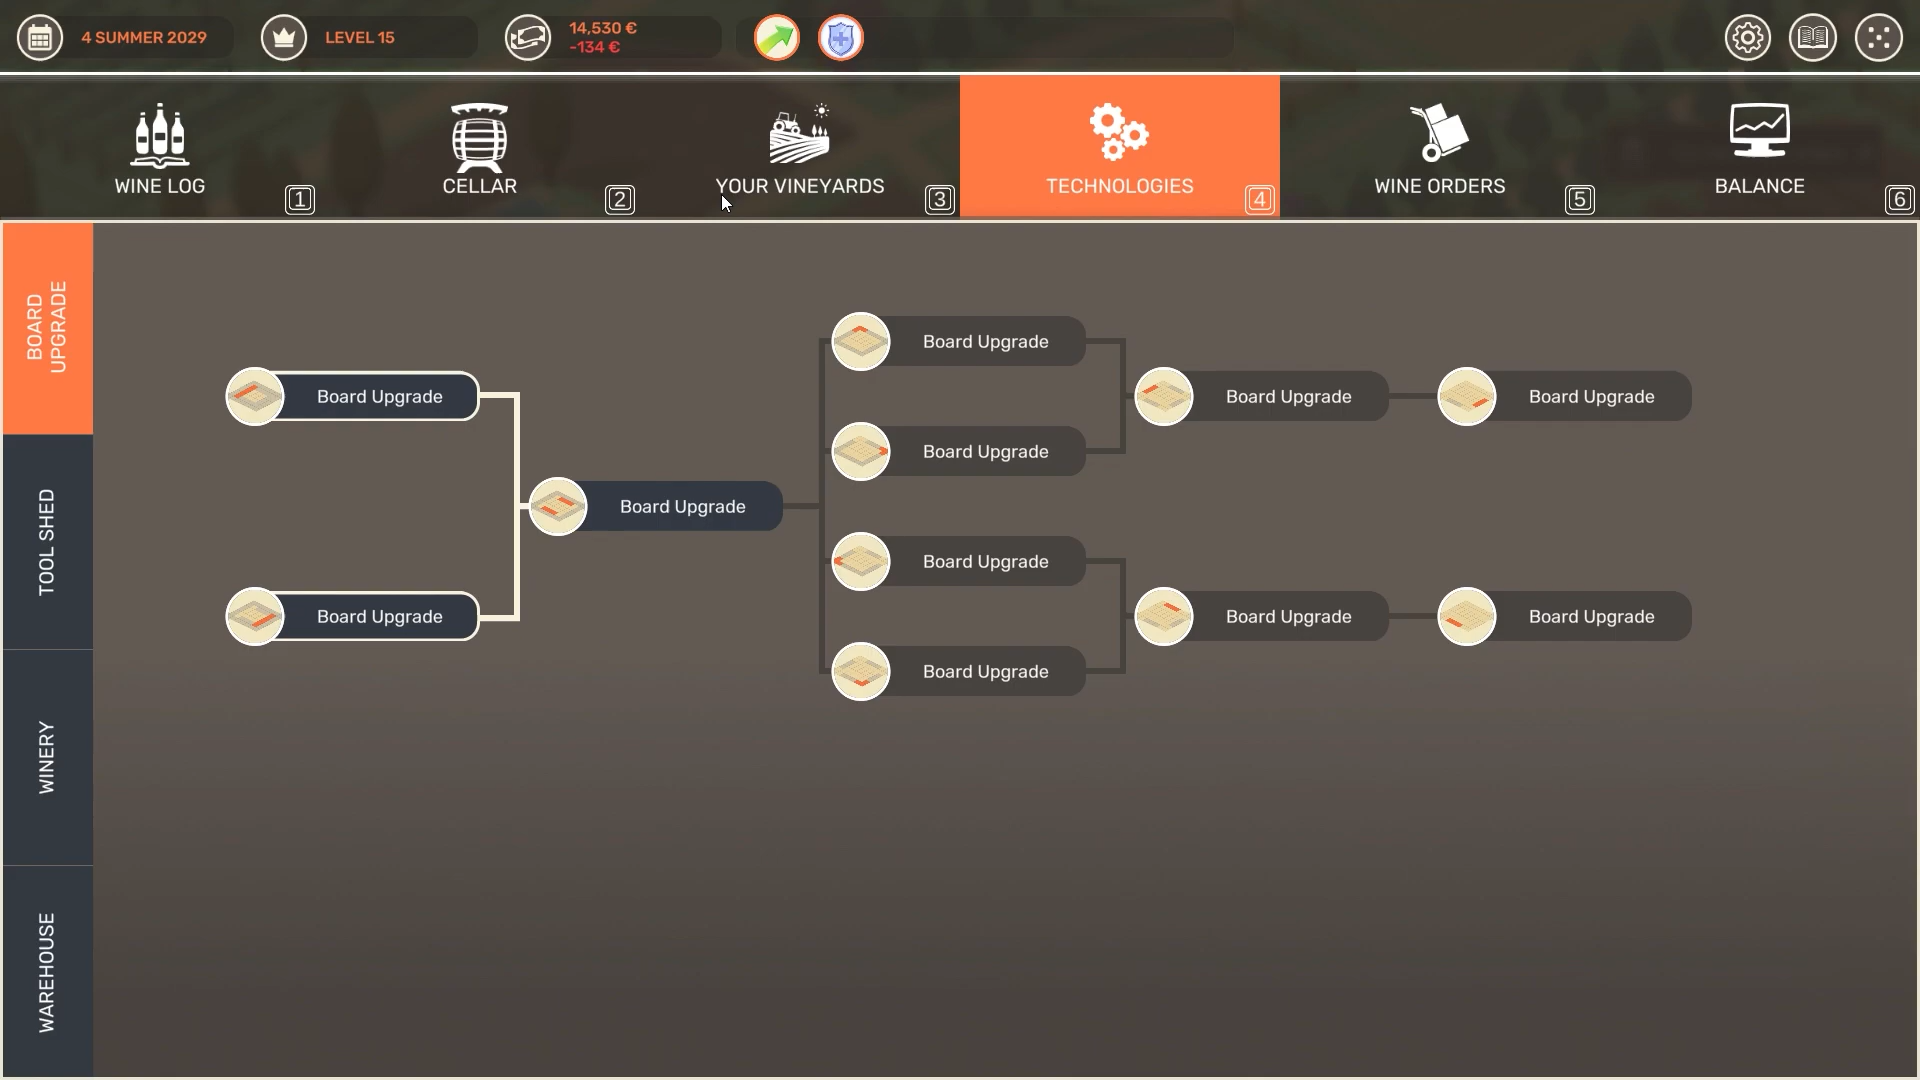 4 SUMMER 2029
LEVEL 15
14,530 €
-134 €
WINE LOG
1
CELLAR
2
YOUR VINEYARDS
3
TECHNOLOGIES
4
WINE ORDERS
5
BALANCE
6
BOARD
UPGRADE
TOOL SHED
WINERY
WAREHOUSE
Board Upgrade
Board Upgrade
Board Upgrade
Board Upgrade
Board Upgrade
Board Upgrade
Board Upgrade
Board Upgrade
Board Upgrade
Board Upgrade
Board Upgrade